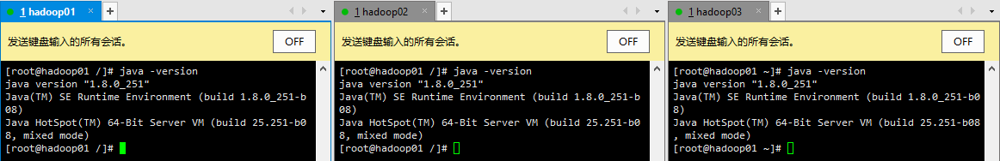 1 hadoop01
发送键盘输入的所有会话。 OFF
[root@hadoop01 /]# java -version
java version "1.8.0_251"
Java(TM) SE Runtime Environment (build 1.8.0_251-b
08)
Java HotSpot(TM) 64-Bit Server VM (build 25.251-b0
8, mixed mode)
[root@hadoop01 /]#
1 hadoop02
发送键盘输入的所有会话。 OFF
[root@hadoop01 /]# java -version
java version "1.8.0_251"
Java(TM) SE Runtime Environment (build 1.8.0_251-b
08)
Java HotSpot(TM) 64-Bit Server VM (build 25.251-b0
8, mixed mode)
[root@hadoop01 /]#
1 hadoop03
发送键盘输入的所有会话。 OFF
[root@hadoop01 ~]# java -version
java version "1.8.0_251"
Java(TM) SE Runtime Environment (build 1.8.0_251-b
08)
Java HotSpot(TM) 64-Bit Server VM (build 25.251-b08
, mixed mode)
[root@hadoop01 ~]#